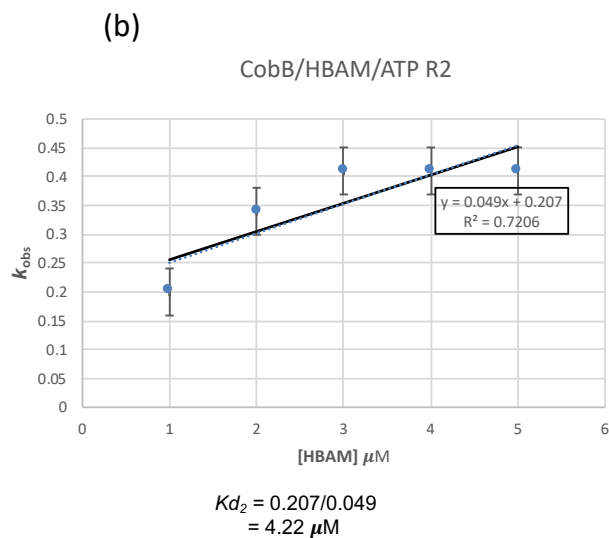 (b)
CobB/HBAM/ATP R2
0.5
0.45
0.4
0.35
0.3
0.25
0.2
0.15
0.1
0.05
0
kobs
y = 0.049x + 0.207
R² = 0.7206
0 1 2 3 4 5 6
[HBAM] μM
Kd₂ = 0.207/0.049
= 4.22 μM